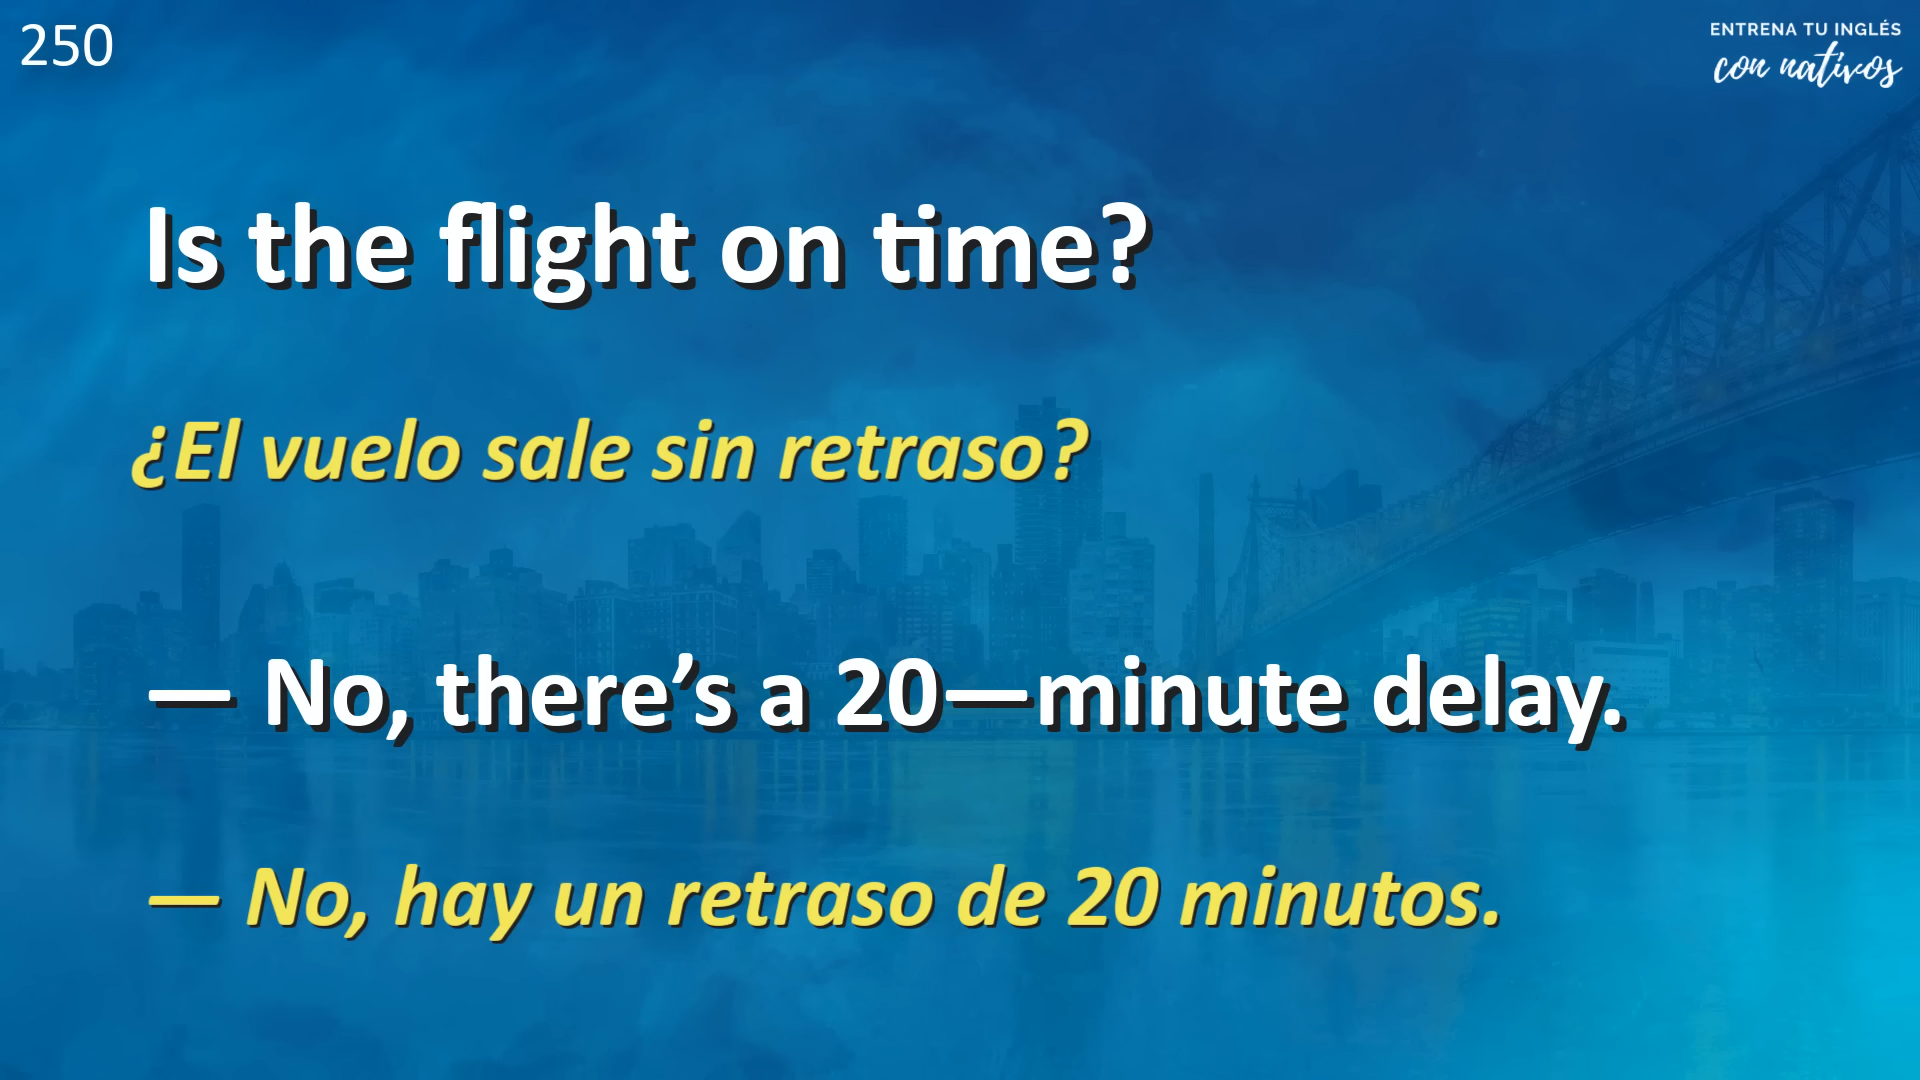 250
ENTRENA TU INGLÉS
con nativos
Is the flight on time?
¿El vuelo sale sin retraso?
— No, there’s a 20—minute delay.
— No, hay un retraso de 20 minutos.